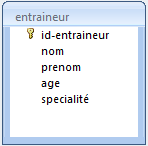 entraineur
id-entraineur
nom
prenom
age
specialité